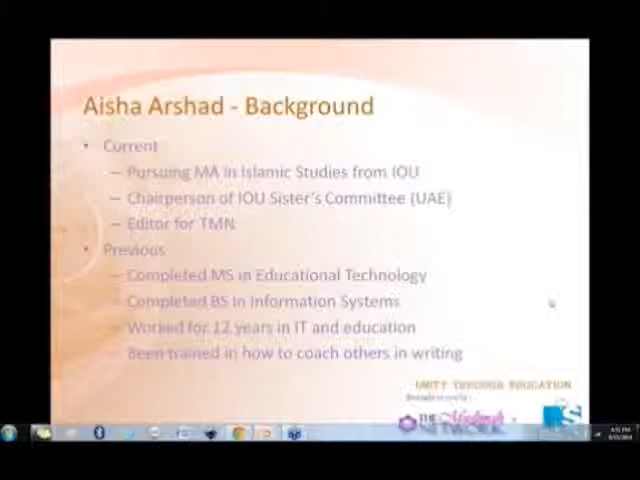 Aisha Arshad - Background
• Current
– Pursuing MA in Islamic Studies from IOU
– Chairperson of IOU Sister's Committee (UAE)
– Editor for TMN
• Previous
– Completed MS in Educational Technology
– Completed BS in Information Systems
– Worked for 12 years in IT and education
– Been trained in how to coach others in writing
UNITY THROUGH EDUCATION
THE
NETWORK